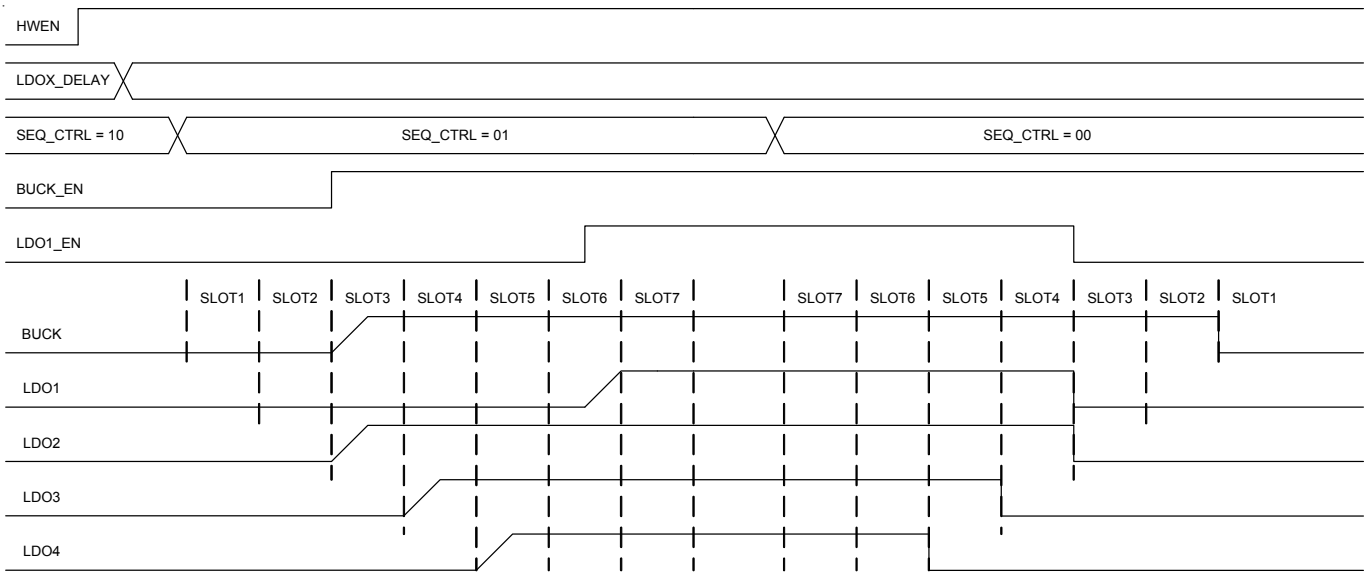 HWEN
LDOX_DELAY
SEQ_CTRL = 10 SEQ_CTRL = 01 SEQ_CTRL = 00
BUCK_EN
LDO1_EN
SLOT1 SLOT2 SLOT3 SLOT4 SLOT5 SLOT6 SLOT7 SLOT7 SLOT6 SLOT5 SLOT4 SLOT3 SLOT2 SLOT1
BUCK
LDO1
LDO2
LDO3
LDO4